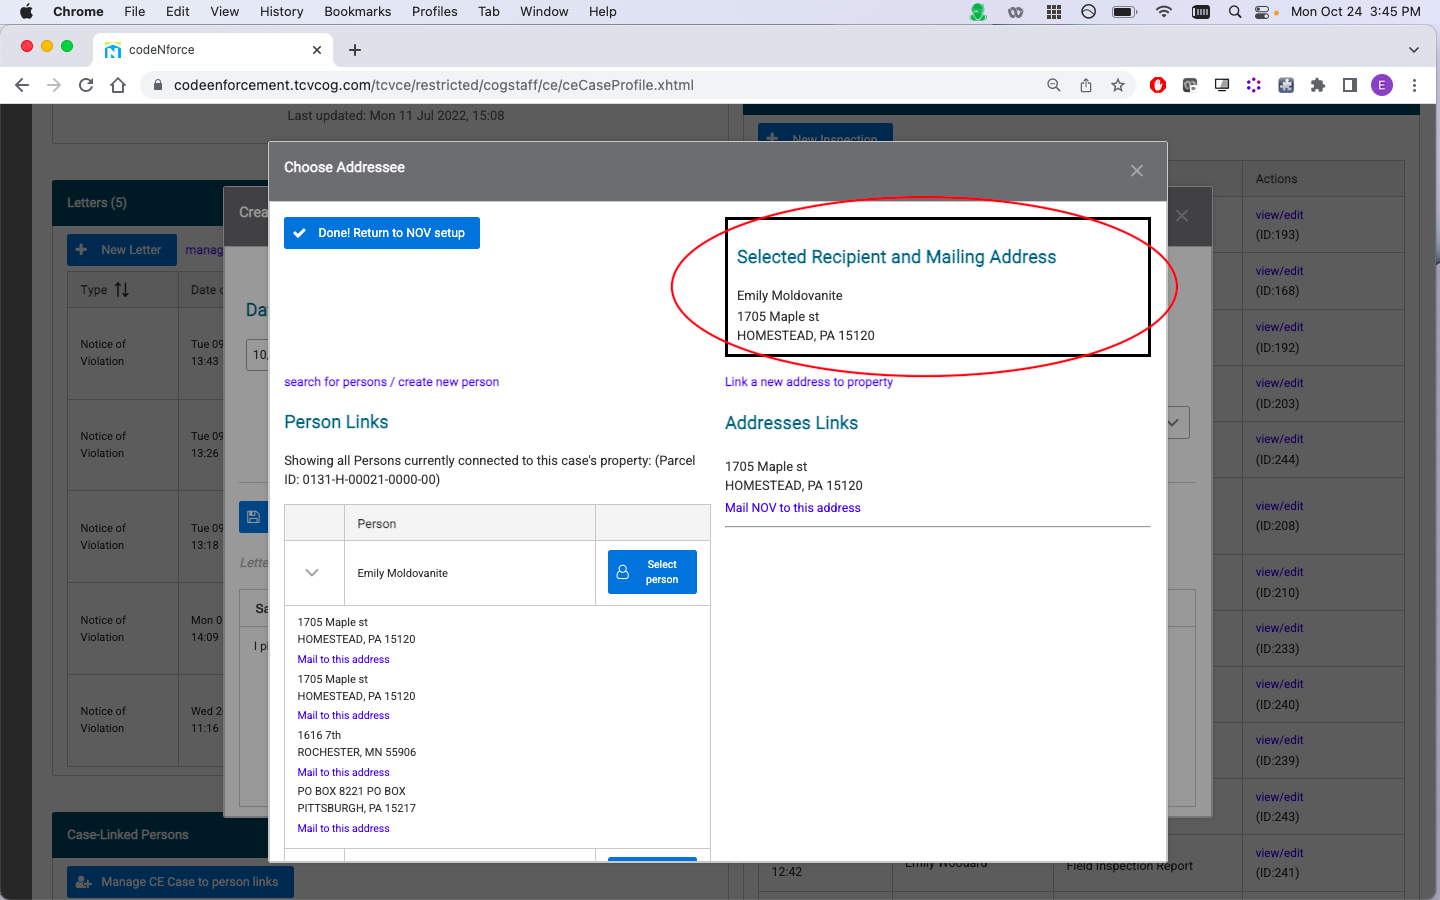 Chrome File Edit View History Bookmarks Profiles Tab Window Help
Mon Oct 24 3:45 PM
codeNforce
codeenforcement.tcvcog.com/tcvce/restricted/cogstaff/ce/ceCaseProfile.xhtml
E
Last updated: Mon 11 Jul 2022, 15:08
New Inspection
Letters (5)
New Letter
manag
Type
Date
Notice of
Violation
Tue 09
13:43
Notice of
Violation
Tue 09
13:26
Notice of
Violation
Tue 09
13:18
Notice of
Violation
Mon 0
14:09
Notice of
Violation
Wed 2
11:16
Case-Linked Persons
Manage CE Case to person links
Crea
Da
10,
Lette
Sa
I pl
Choose Addressee
Done! Return to NOV setup
Selected Recipient and Mailing Address
Emily Moldovanite
1705 Maple st
HOMESTEAD, PA 15120
search for persons / create new person
Link a new address to property
Person Links
Showing all Persons currently connected to this case's property: (Parcel
ID: 0131-H-00021-0000-00)
Person
Emily Moldovanite
Select
person
1705 Maple st
HOMESTEAD, PA 15120
Mail to this address
1705 Maple st
HOMESTEAD, PA 15120
Mail to this address
1616 7th
ROCHESTER, MN 55906
Mail to this address
PO BOX 8221 PO BOX
PITTSBURGH, PA 15217
Mail to this address
Addresses Links
1705 Maple st
HOMESTEAD, PA 15120
Mail NOV to this address
Actions
view/edit
(ID:193)
view/edit
(ID:168)
view/edit
(ID:192)
view/edit
(ID:203)
view/edit
(ID:244)
view/edit
(ID:208)
view/edit
(ID:210)
view/edit
(ID:233)
view/edit
(ID:240)
view/edit
(ID:239)
view/edit
(ID:243)
view/edit
(ID:241)
12:42
Emily Woodard
Field Inspection Report